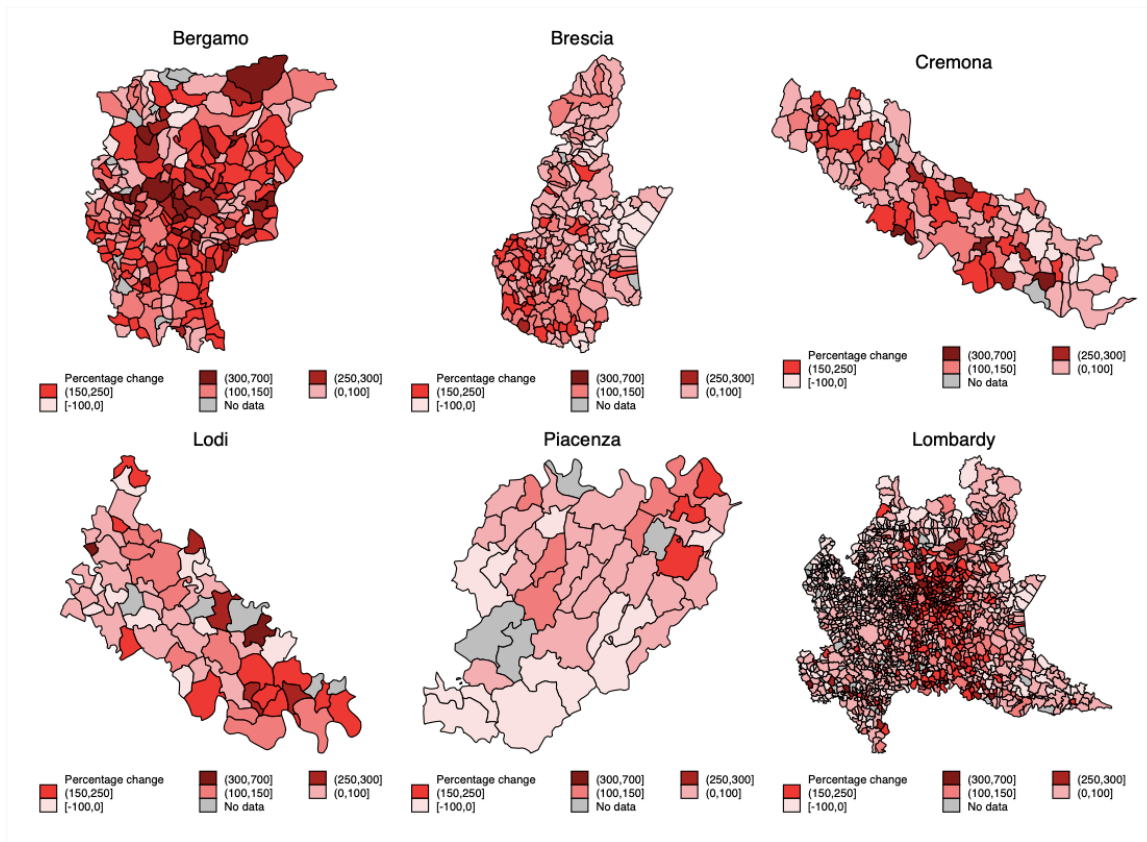 Bergamo
Brescia
Cremona
Percentage change
(150,250]
[-100,0]
(300,700]
(100,150]
No data
(250,300]
(0,100]
Percentage change
(150,250]
[-100,0]
(300,700]
(100,150]
No data
(250,300]
(0,100]
Percentage change
(150,250]
[-100,0]
(300,700]
(100,150]
No data
(250,300]
(0,100]
Lodi
Piacenza
Lombardy
Percentage change
(150,250]
[-100,0]
(300,700]
(100,150]
No data
(250,300]
(0,100]
Percentage change
(150,250]
[-100,0]
(300,700]
(100,150]
No data
(250,300]
(0,100]
Percentage change
(150,250]
[-100,0]
(300,700]
(100,150]
No data
(250,300]
(0,100]